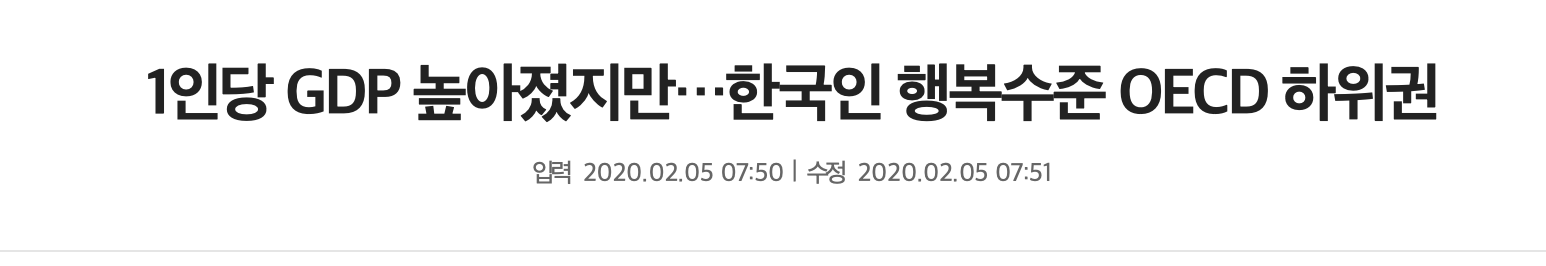 1인당 GDP 높아졌지만…한국인 행복수준 OECD 하위권
입력 2020.02.05 07:50 | 수정 2020.02.05 07:51